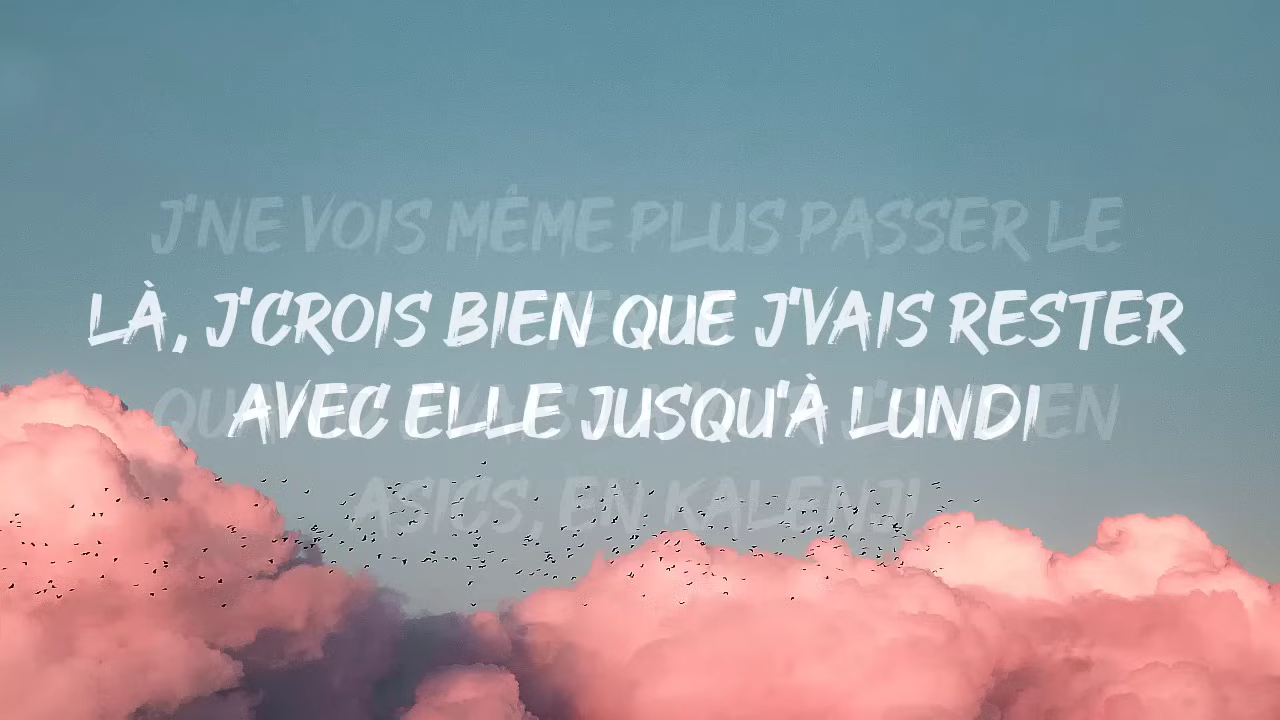 J'NE VOIS MÊME PLUS PASSER LE
LÀ, J'CROIS BIEN QUE J'VAIS RESTER
AVEC ELLE JUSQU'À LUNDI
ASICS, EN KALENJI